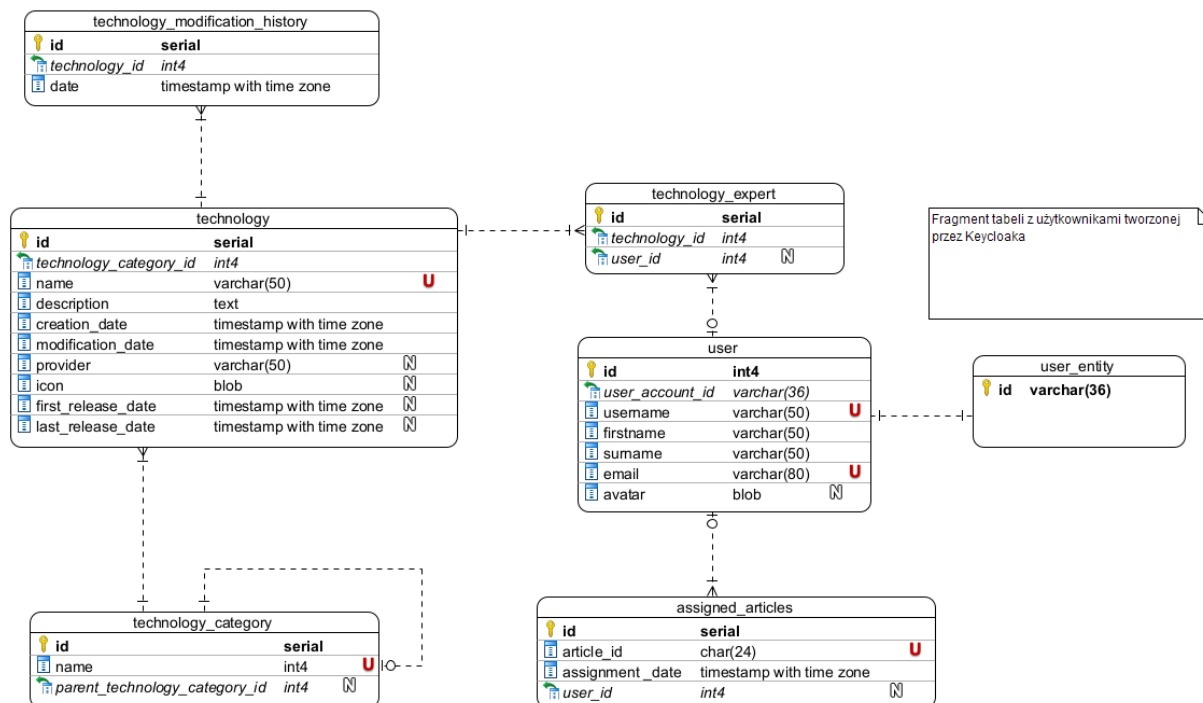 technology_modification_history
id serial
technology_id int4
date timestamp with time zone
technology
id serial
technology_category_id int4
name varchar(50) U
description text
creation_date timestamp with time zone
modification_date timestamp with time zone
provider varchar(50) N
icon blob N
first_release_date timestamp with time zone N
last_release_date timestamp with time zone N
technology_expert
id serial
technology_id int4
user_id int4 N
Fragment tabeli z użytkownikami tworzonej
przez Keycloaka
user
id int4
user_account_id varchar(36)
username varchar(50) U
firstname varchar(50)
surname varchar(50)
email varchar(80) U
avatar blob N
user_entity
id varchar(36)
technology_category
id serial
name int4 U
parent_technology_category_id int4 N
assigned_articles
id serial
article_id char(24) U
assignment _date timestamp with time zone
user_id int4 N